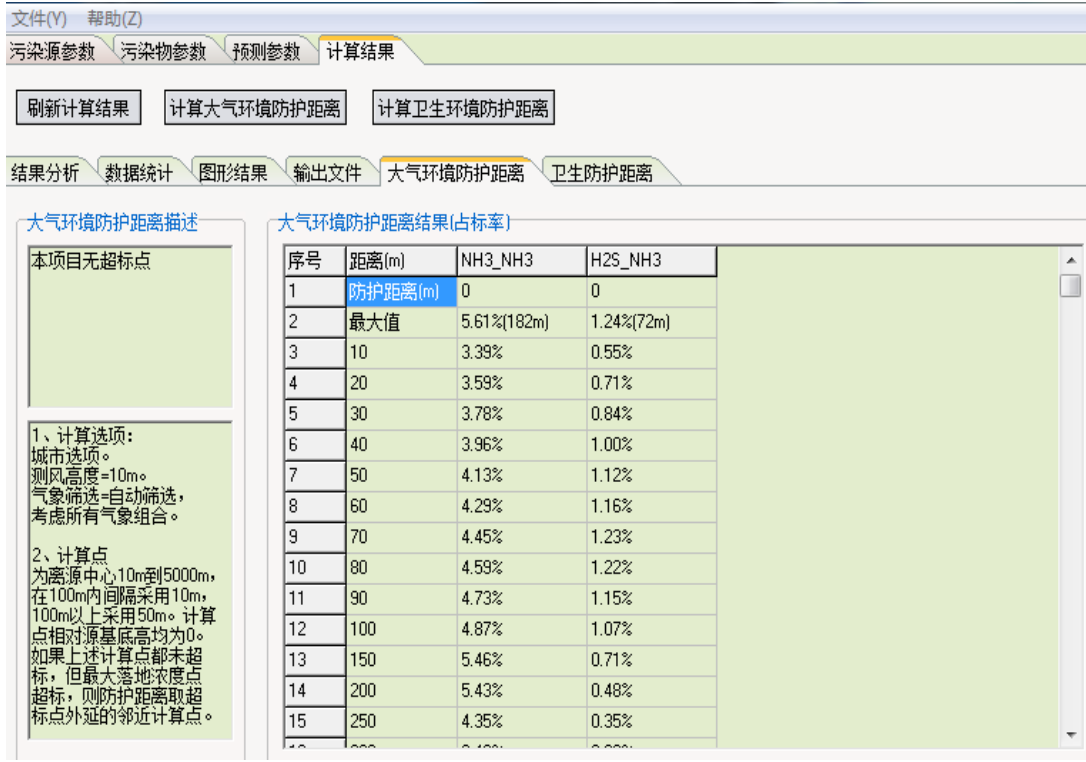 文件(Y) 帮助(Z)
污染源参数 污染物参数 预测参数 计算结果
刷新计算结果 计算大气环境防护距离 计算卫生环境防护距离
结果分析 数据统计 图形结果 输出文件 大气环境防护距离 卫生防护距离
大气环境防护距离描述
本项目无超标点
1、计算选项：
城市选项。
测风高度=10m。
气象筛选=自动筛选，
考虑所有气象组合。
2、计算点
为离源中心10m到5000m，
在100m内间隔采用10m，
100m以上采用50m。计算
点相对源基底高均为0。
如果上述计算点都未超
标，但最大落地浓度点
超标，则防护距离取超
标点外延的邻近计算点。
大气环境防护距离结果(占标率)
序号 距离(m) NH3_NH3 H2S_NH3
1 防护距离(m) 0 0
2 最大值 5.61%(182m) 1.24%(72m)
3 10 3.39% 0.55%
4 20 3.59% 0.71%
5 30 3.78% 0.84%
6 40 3.96% 1.00%
7 50 4.13% 1.12%
8 60 4.29% 1.16%
9 70 4.45% 1.23%
10 80 4.59% 1.22%
11 90 4.73% 1.15%
12 100 4.87% 1.07%
13 150 5.46% 0.71%
14 200 5.43% 0.48%
15 250 4.35% 0.35%